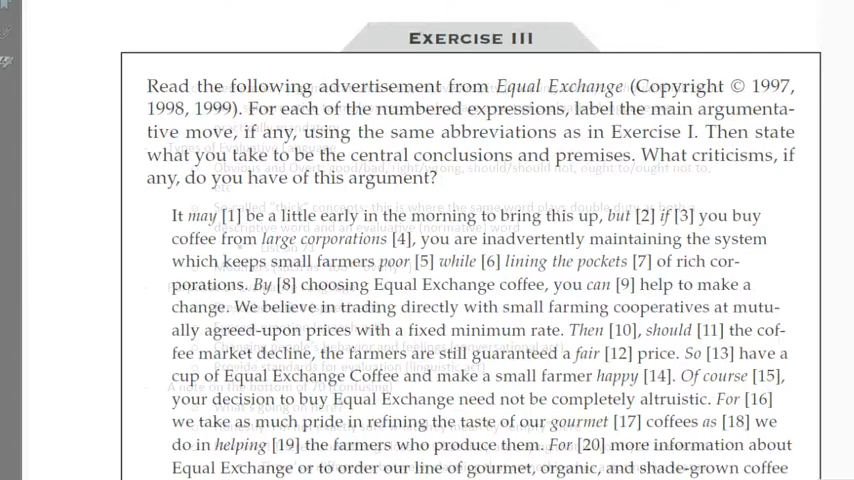 EXERCISE III
Read the following advertisement from Equal Exchange (Copyright © 1997,
1998, 1999). For each of the numbered expressions, label the main argumenta-
tive move, if any, using the same abbreviations as in Exercise I. Then state
what you take to be the central conclusions and premises. What criticisms, if
any, do you have of this argument?
It may [1] be a little early in the morning to bring this up, but [2] if [3] you buy
coffee from large corporations [4], you are inadvertently maintaining the system
which keeps small farmers poor [5] while [6] lining the pockets [7] of rich cor-
porations. By [8] choosing Equal Exchange coffee, you can [9] help to make a
change. We believe in trading directly with small farming cooperatives at mutu-
ally agreed-upon prices with a fixed minimum rate. Then [10], should [11] the cof-
fee market decline, the farmers are still guaranteed a fair [12] price. So [13] have a
cup of Equal Exchange Coffee and make a small farmer happy [14]. Of course [15],
your decision to buy Equal Exchange need not be completely altruistic. For [16]
we take as much pride in refining the taste of our gourmet [17] coffees as [18] we
do in helping [19] the farmers who produce them. For [20] more information about
Equal Exchange or to order our line of gourmet, organic, and shade-grown coffee